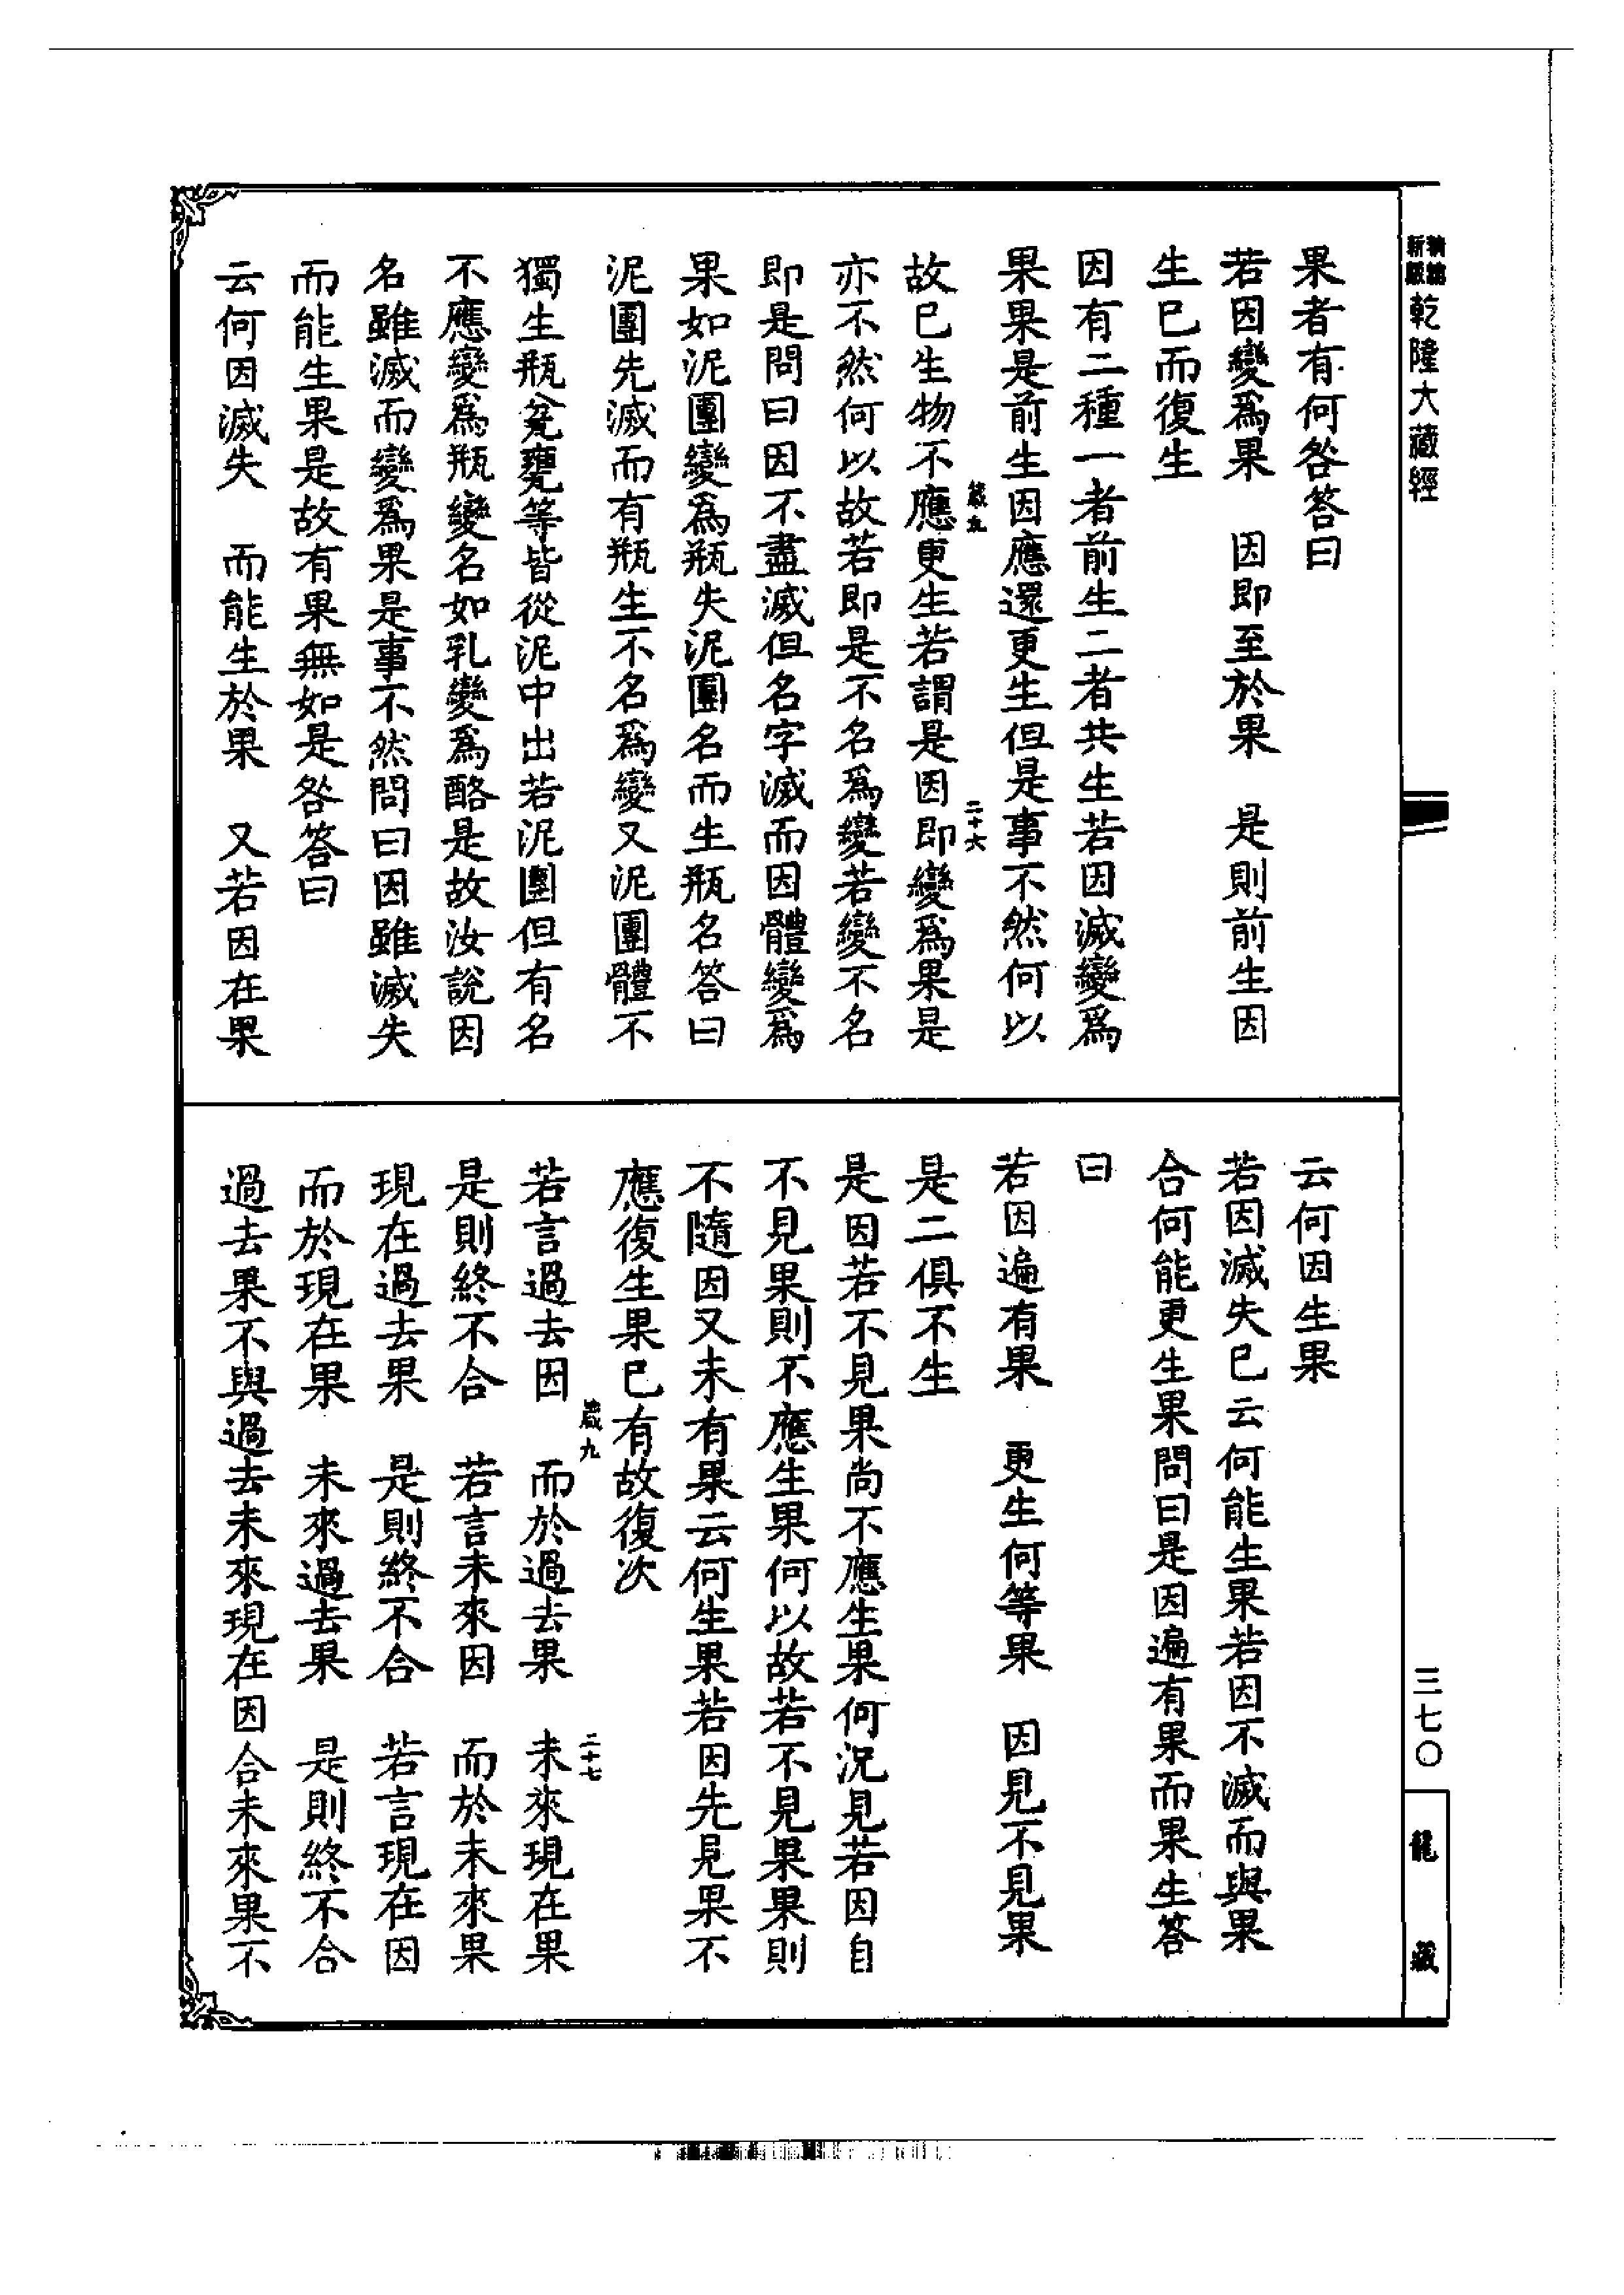 乾隆大藏經
三七〇
龍藏
果者有何咎答曰
若因變爲果　因即至於果　是則前生因
生已而復生
因有二種一者前生二者共生若因滅變爲
果果是前生因應還更生但是事不然何以
故已生物不應更生若謂是因即變爲果是
亦不然何以故若即是不名爲變若變不名
即是問曰因不盡滅但名字滅而因體變爲
果如泥團變爲瓶失泥團名而生瓶名答曰
泥團先滅而有瓶生不名爲變又泥團體不
獨生瓶瓫甕等皆從泥中出若泥團但有名
不應變爲瓶變名如乳變爲酪是故汝說因
名雖滅而變爲果是事不然問曰因雖滅失
而能生果是故有果無如是咎答曰
云何因滅失　而能生於果　又若因在果
二十六
云何因生果
若因滅失已云何能生果若因不滅而與果
合何能更生果問曰是因遍有果而果生答
曰
若因遍有果　更生何等果　因見不見果
是二俱不生
是因若不見果尚不應生果何況見若因自
不見果則不應生果何以故若不見果果則
不隨因又未有果云何生果若因先見果不
應復生果已有故復次
若言過去因　而於過去果　未來現在果
是則終不合　若言未來因　而於未來果
現在過去果　是則終不合　若言現在因
而於現在果　未來過去果　是則終不合
過去果不與過去未來現在因合未來果不
二十七